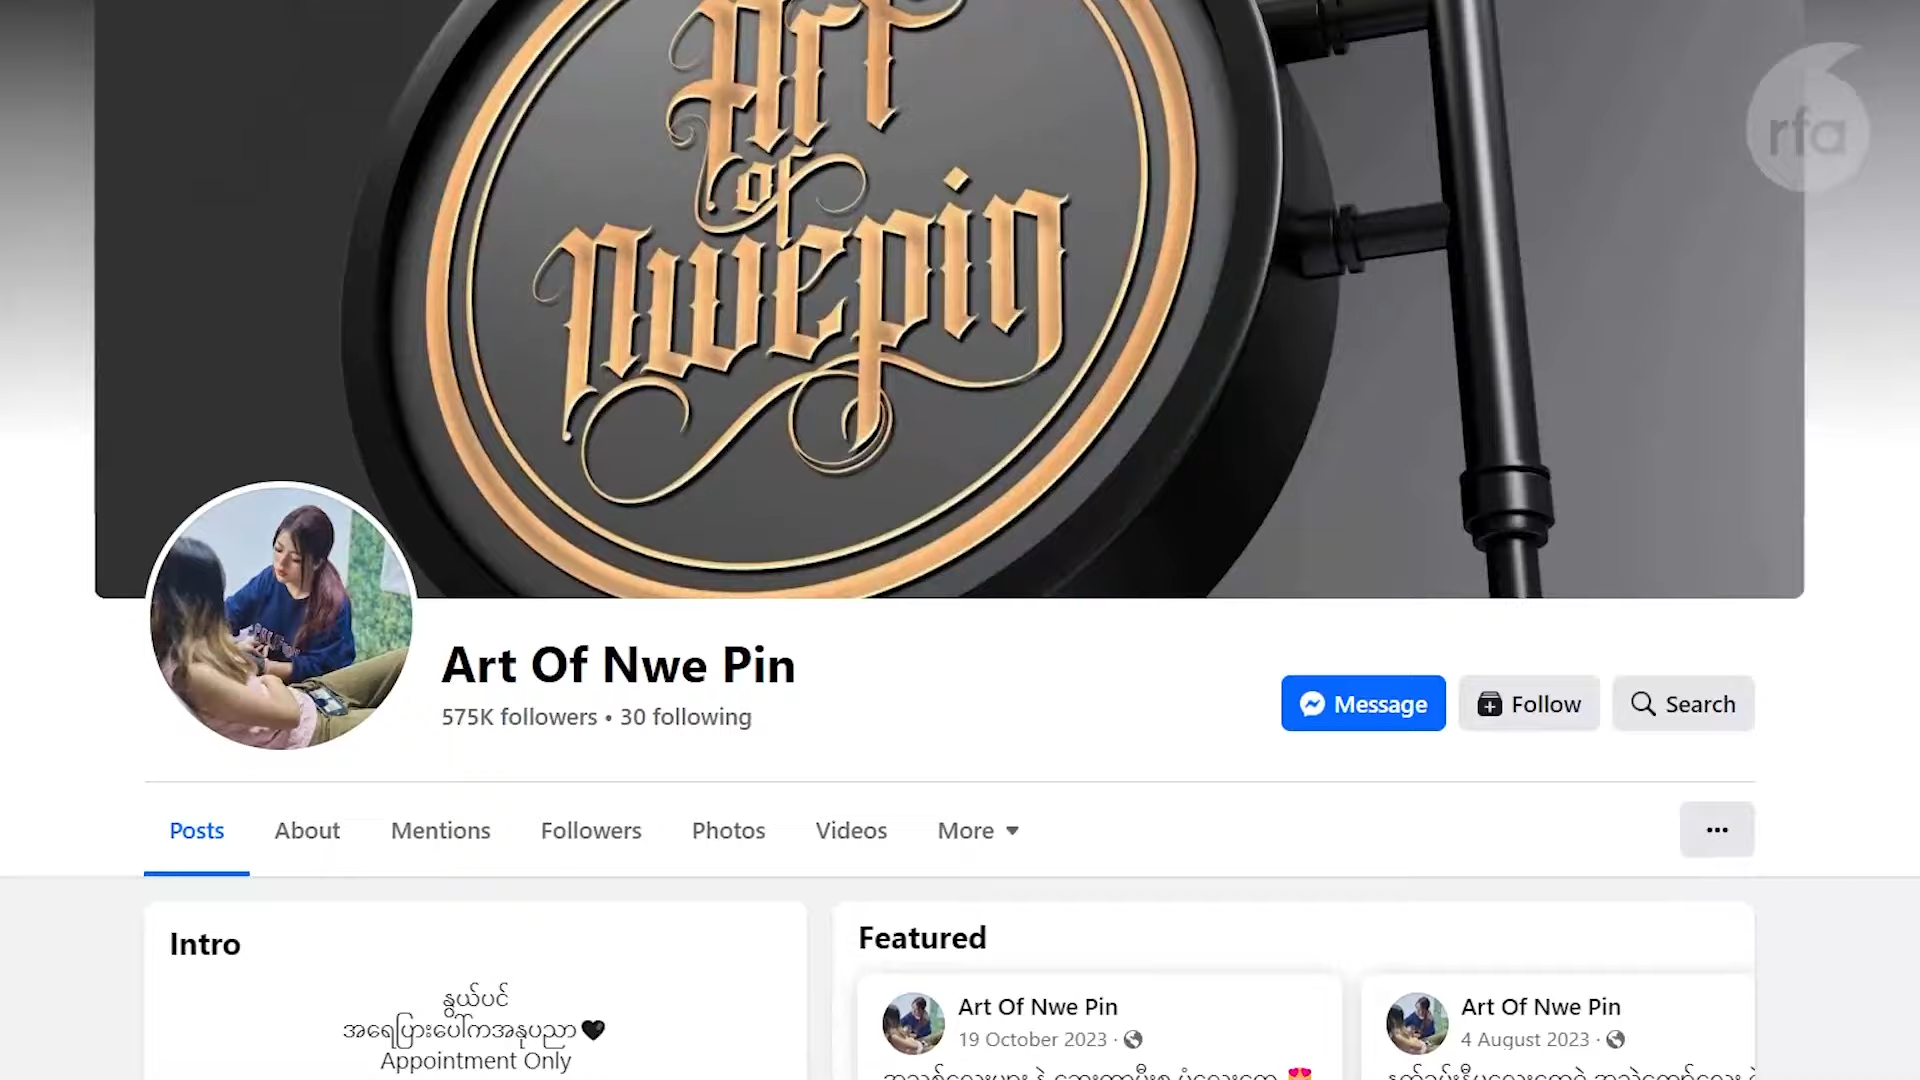 Art
of
Nwepin
rfa
Art Of Nwe Pin
575K followers • 30 following
Message
Follow
Search
Posts
About
Mentions
Followers
Photos
Videos
More
Intro
နွယ်ပင်
အရေပြားပေါ်ကအနုပညာ🖤
Appointment Only
Featured
Art Of Nwe Pin
19 October 2023 ·
Art Of Nwe Pin
4 August 2023 ·